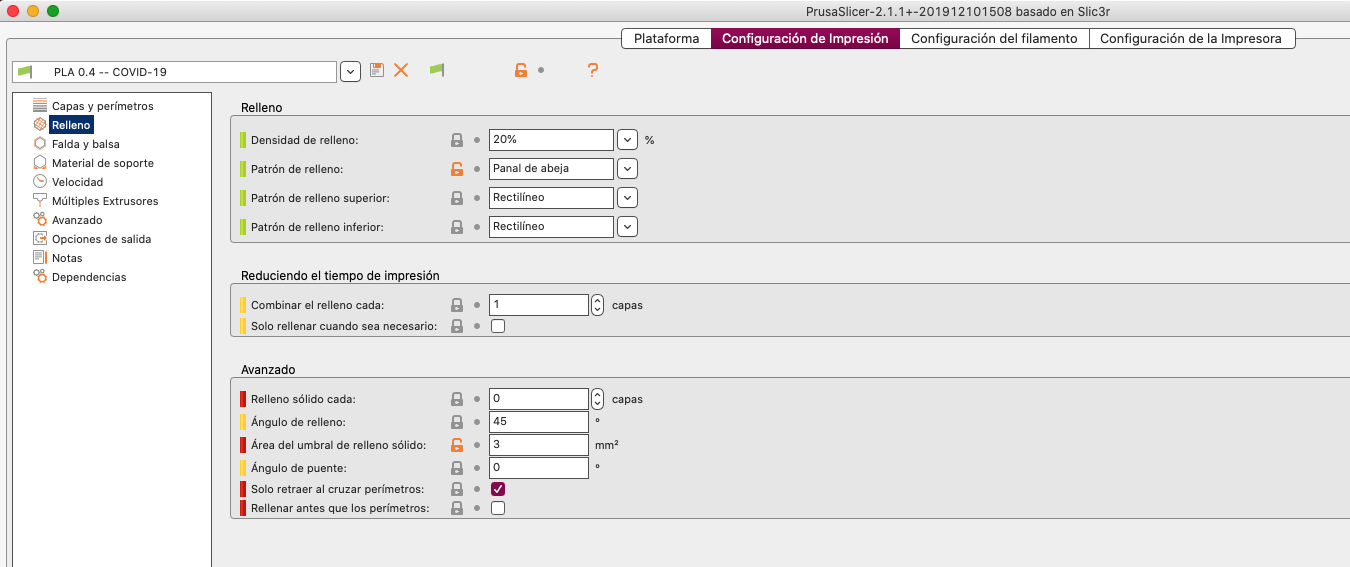 PrusaSlicer-2.1.1+-201912101508 basado en Slic3r
Plataforma Configuración de Impresión Configuración del filamento Configuración de la Impresora
PLA 0.4 -- COVID-19 ?
Capas y perímetros
Relleno
Falda y balsa
Material de soporte
Velocidad
Múltiples Extrusores
Avanzado
Opciones de salida
Notas
Dependencias
Relleno
Densidad de relleno: 20% %
Patrón de relleno: Panal de abeja
Patrón de relleno superior: Rectilíneo
Patrón de relleno inferior: Rectilíneo
Reduciendo el tiempo de impresión
Combinar el relleno cada: 1 capas
Solo rellenar cuando sea necesario:
Avanzado
Relleno sólido cada: 0 capas
Ángulo de relleno: 45 °
Área del umbral de relleno sólido: 3 mm²
Ángulo de puente: 0 °
Solo retraer al cruzar perímetros:
Rellenar antes que los perímetros: